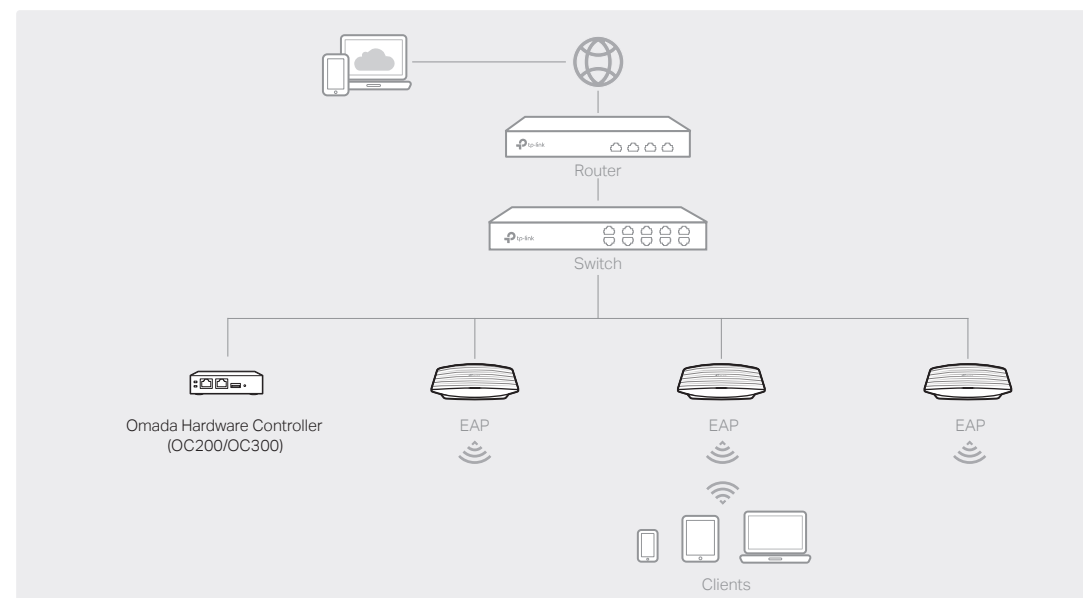 tp-link
Router
tp-link
Switch
Omada Hardware Controller
(OC200/OC300)
EAP
EAP
EAP
Clients